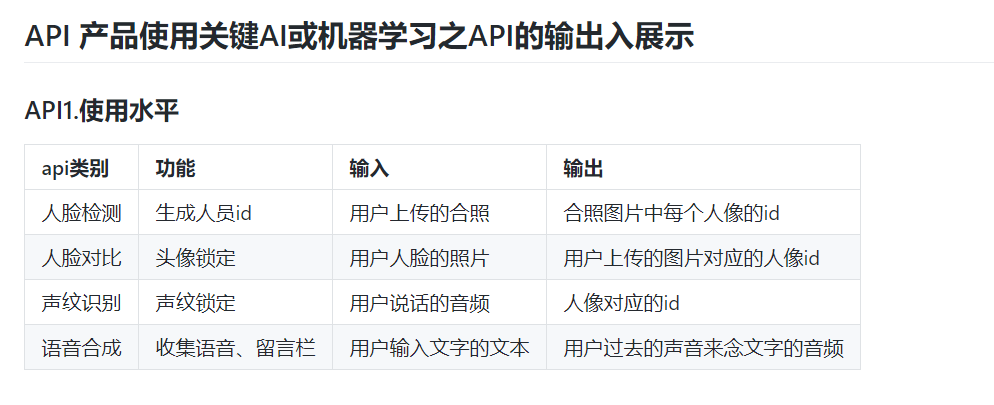 API 产品使用关键AI或机器学习之API的输出入展示
API1.使用水平
api类别 功能 输入 输出
人脸检测 生成人员id 用户上传的合照 合照图片中每个人像的id
人脸对比 头像锁定 用户人脸的照片 用户上传的图片对应的人像id
声纹识别 声纹锁定 用户说话的音频 人像对应的id
语音合成 收集语音、留言栏 用户输入文字的文本 用户过去的声音来念文字的音频